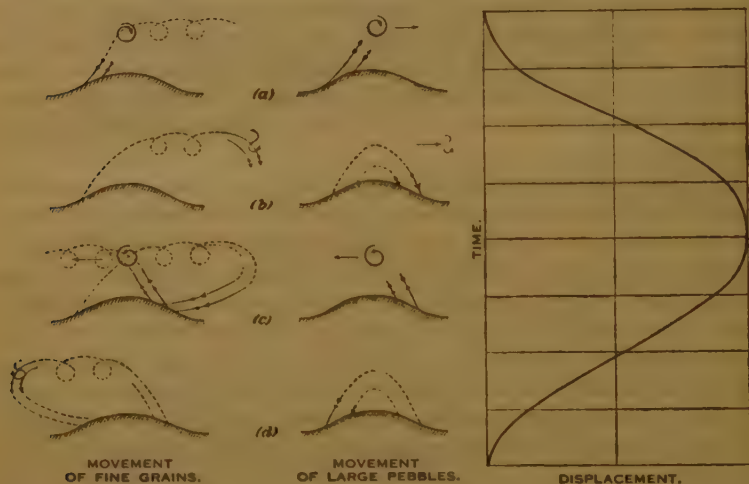 (a)
(b)
(c)
(d)
TIME.
MOVEMENT
OF FINE GRAINS.
MOVEMENT
OF LARGE PEBBLES.
DISPLACEMENT.